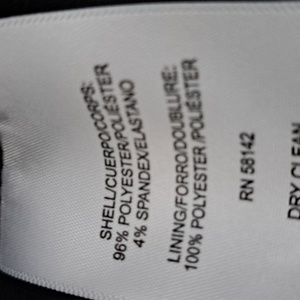 SHELL/CUERPO/CORPS:
96% POLYESTER/POLIÉSTER
4% SPANDEX/ELASTANO
LINING/FORRO/DOUBLURE:
100% POLYESTER /POLIÉSTER
RN 58142
DRY CLEAN